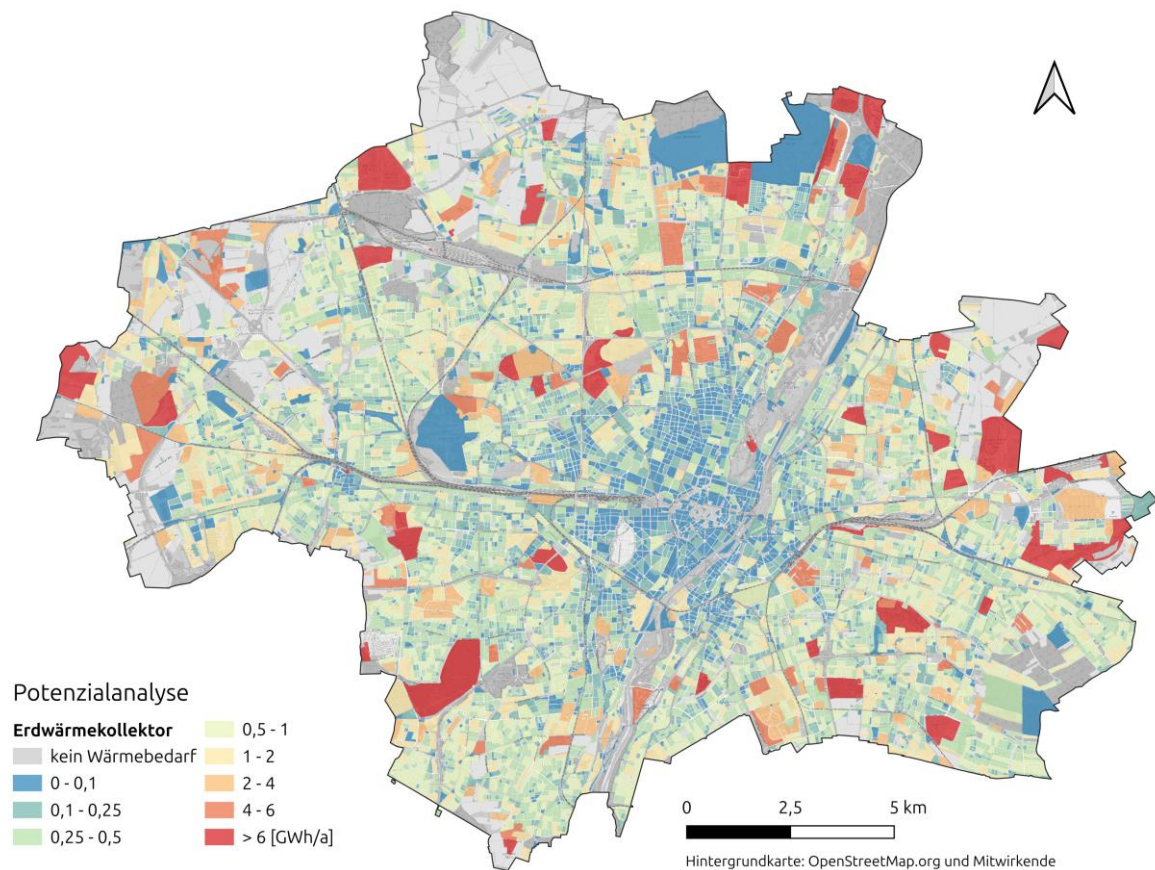 Potenzialanalyse
Erdwärmekollektor
kein Wärmebedarf
0 - 0,1
0,1 - 0,25
0,25 - 0,5
0,5 - 1
1 - 2
2 - 4
4 - 6
> 6 [GWh/a]
0 2,5 5 km
Hintergrundkarte: OpenStreetMap.org und Mitwirkende